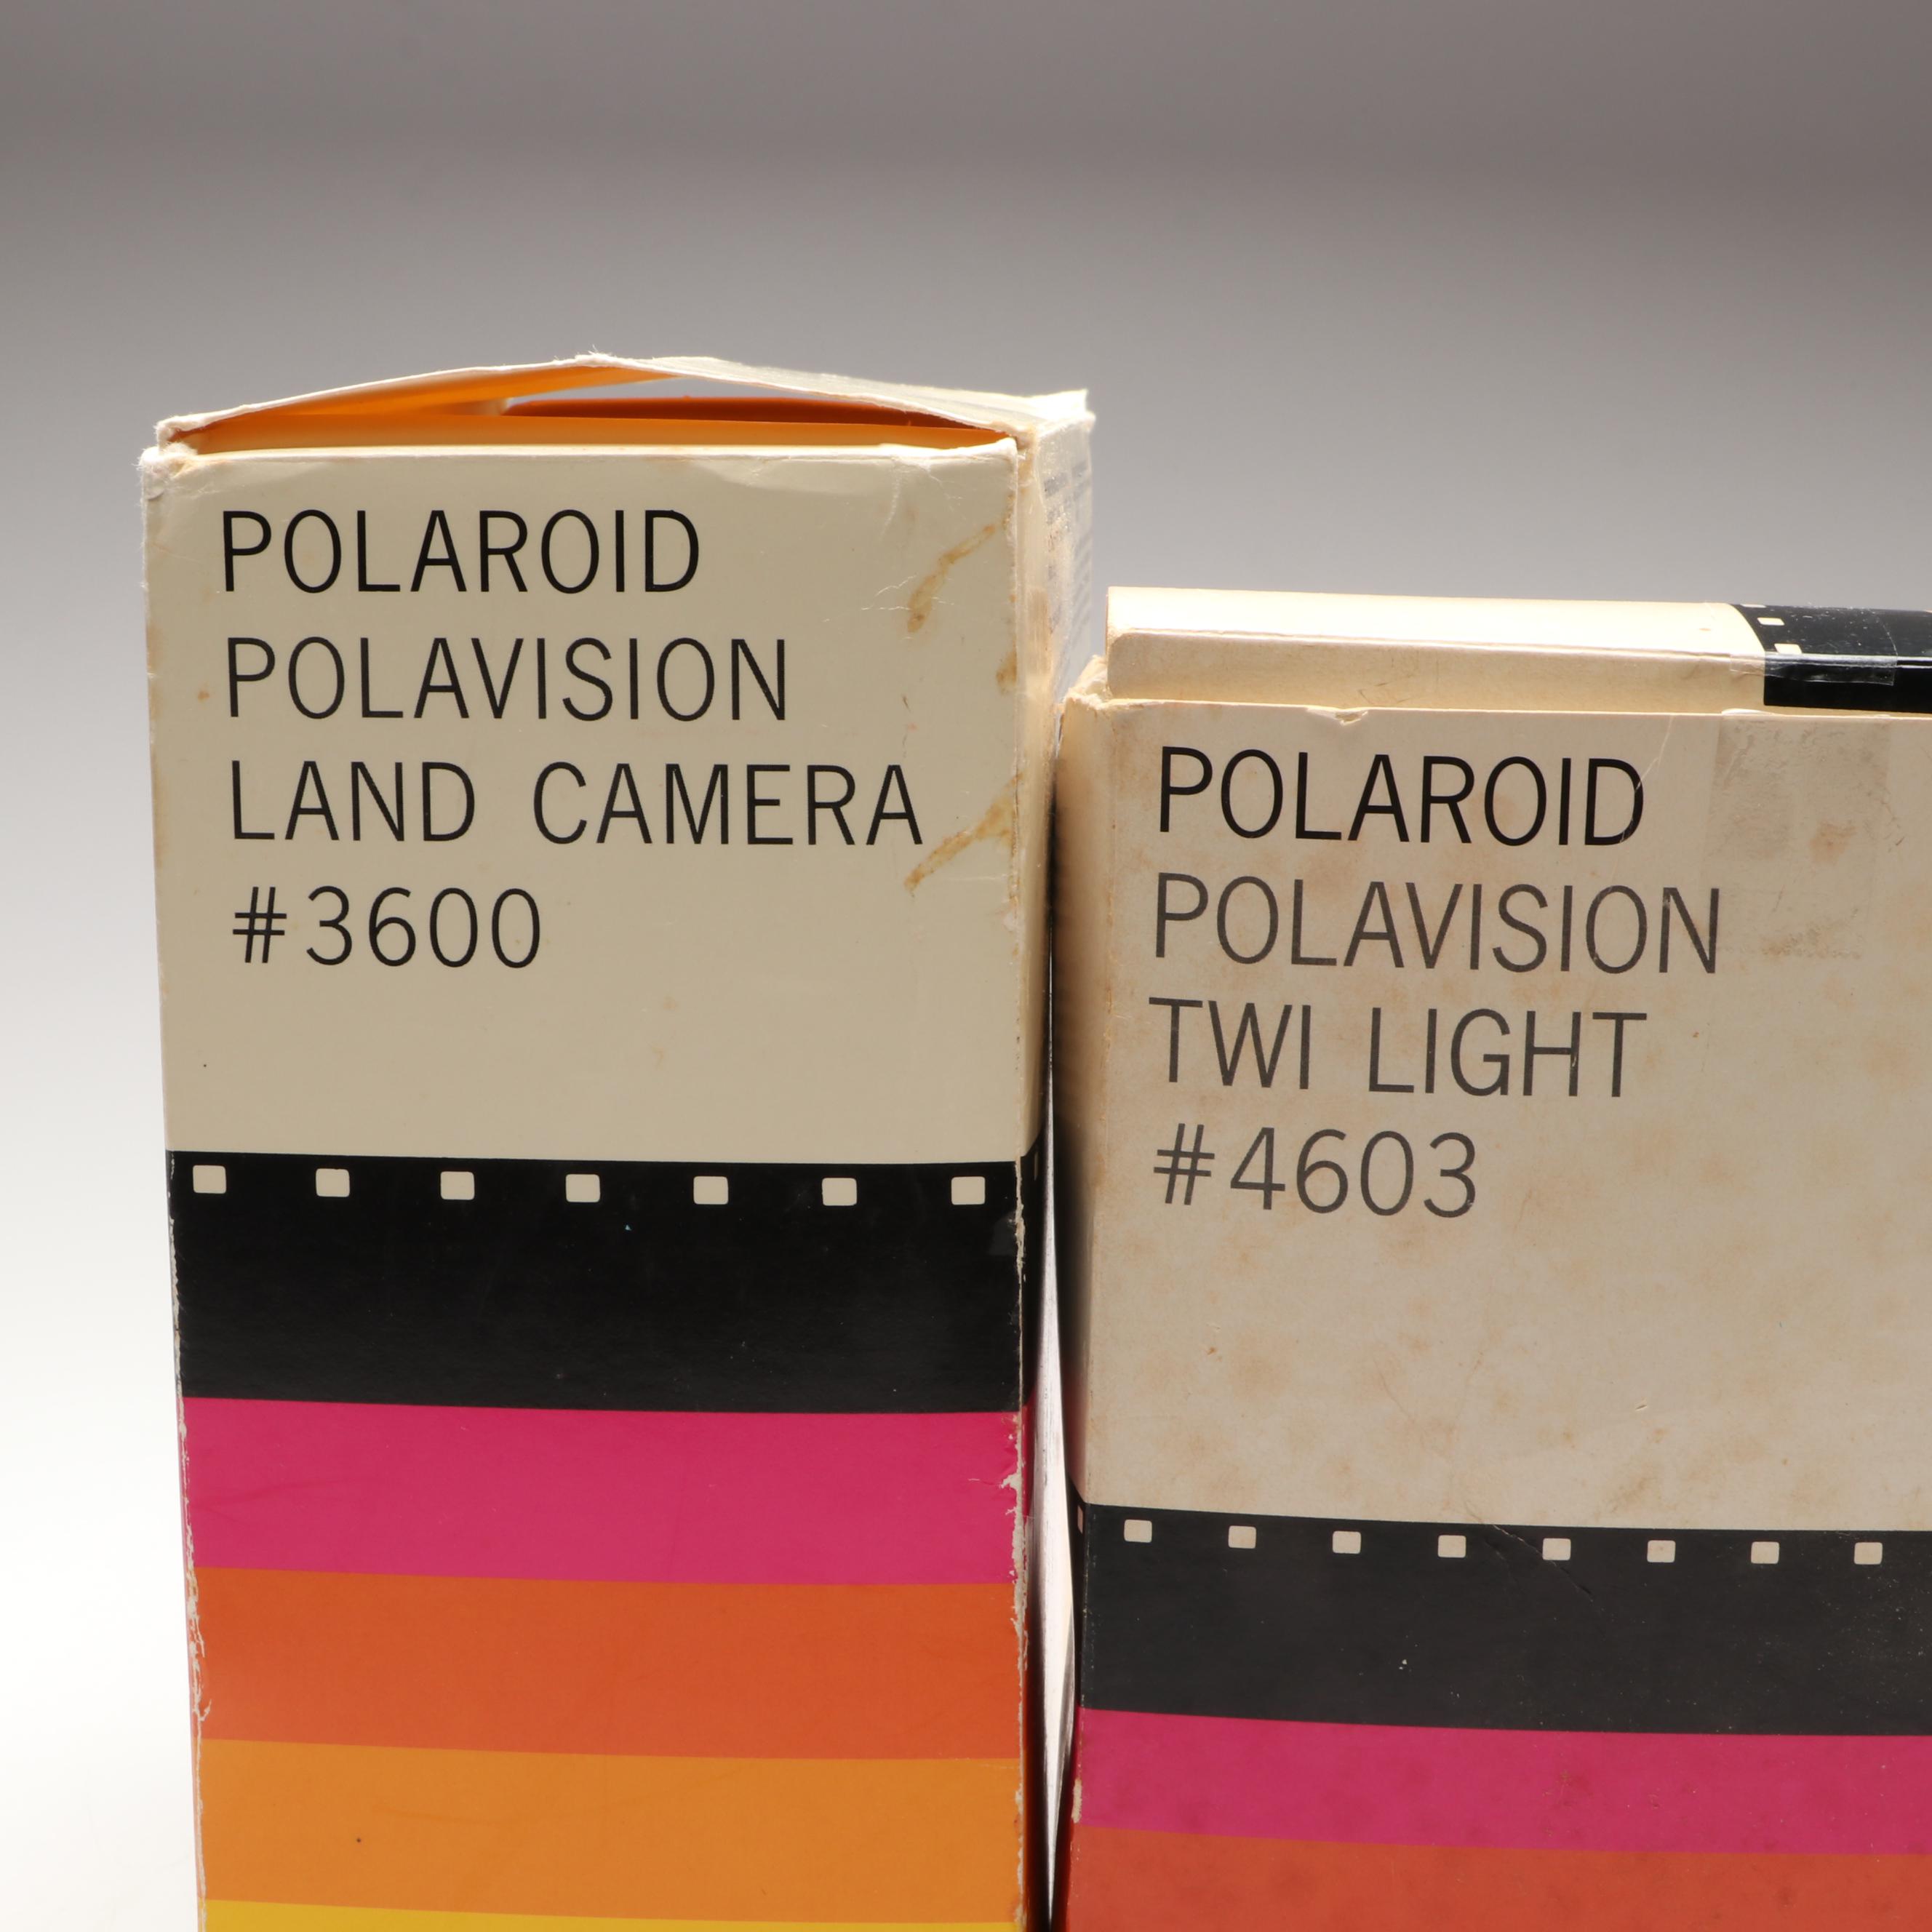 POLAROID
POLAVISION
LAND CAMERA
#3600
POLAROID
POLAVISION
TWI LIGHT
#4603